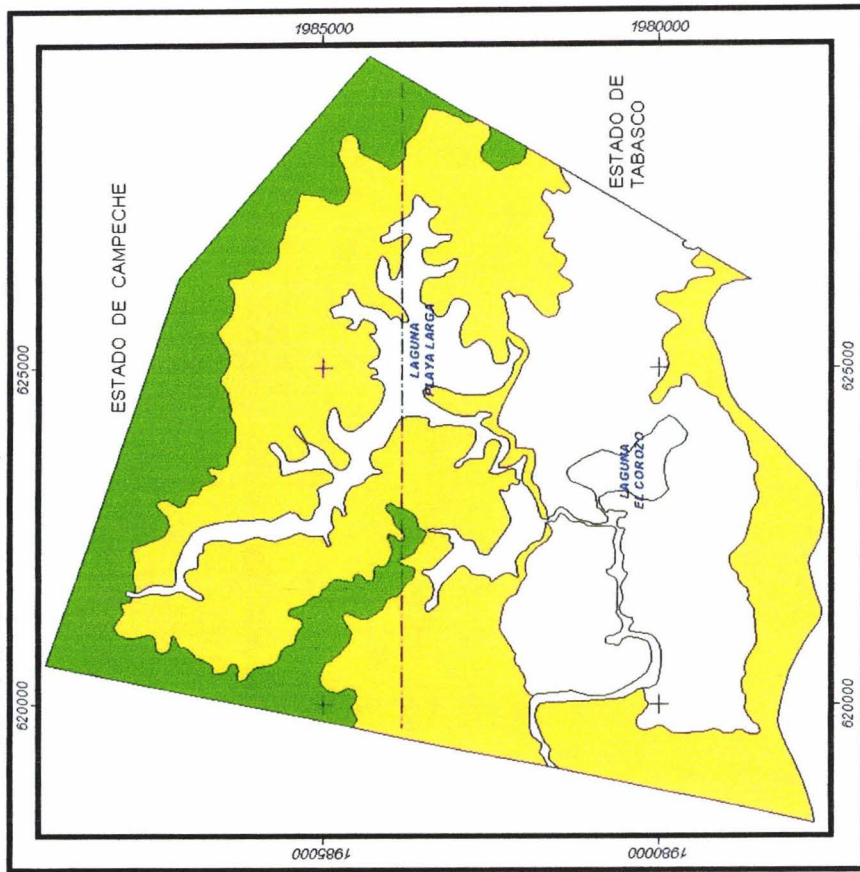 1985000
1980000
ESTADO DE CAMPECHE
ESTADO DE
TABASCO
LAGUNA
PLAYA LARGA
LAGUNA
EL COROZO
625000
625000
620000
620000
1985000
1980000